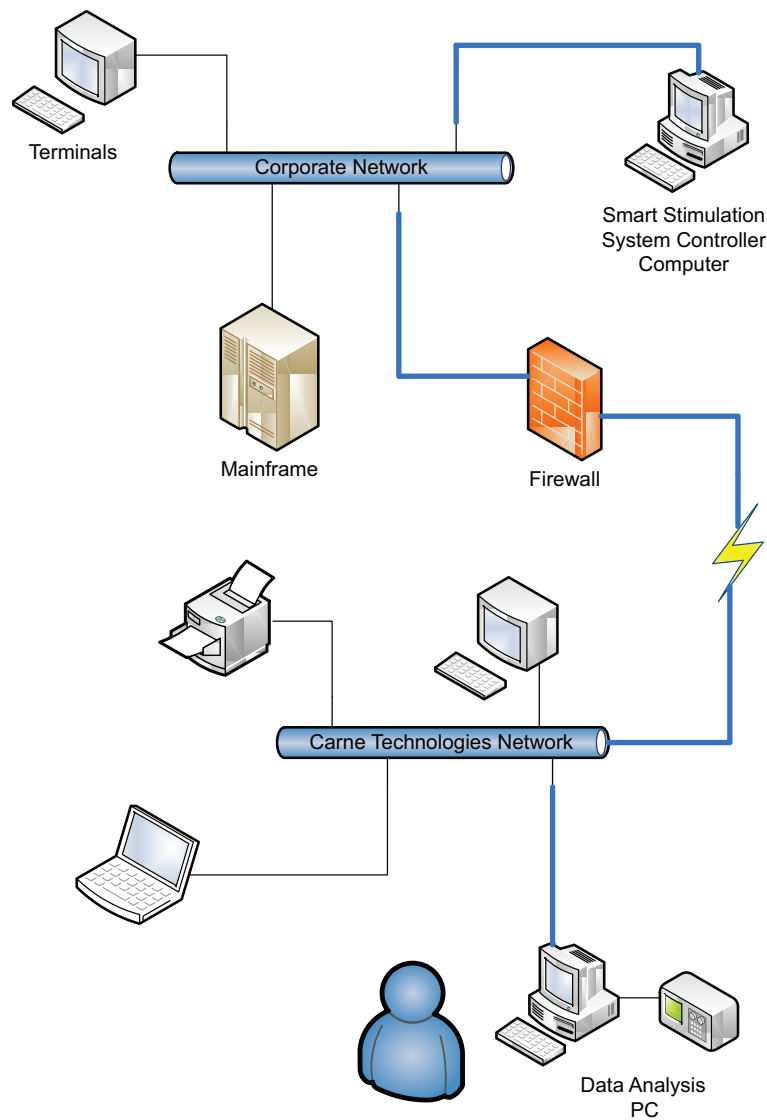 Terminals
Corporate Network
Smart Stimulation
System Controller
Computer
Mainframe
Firewall
Carne Technologies Network
Data Analysis
PC